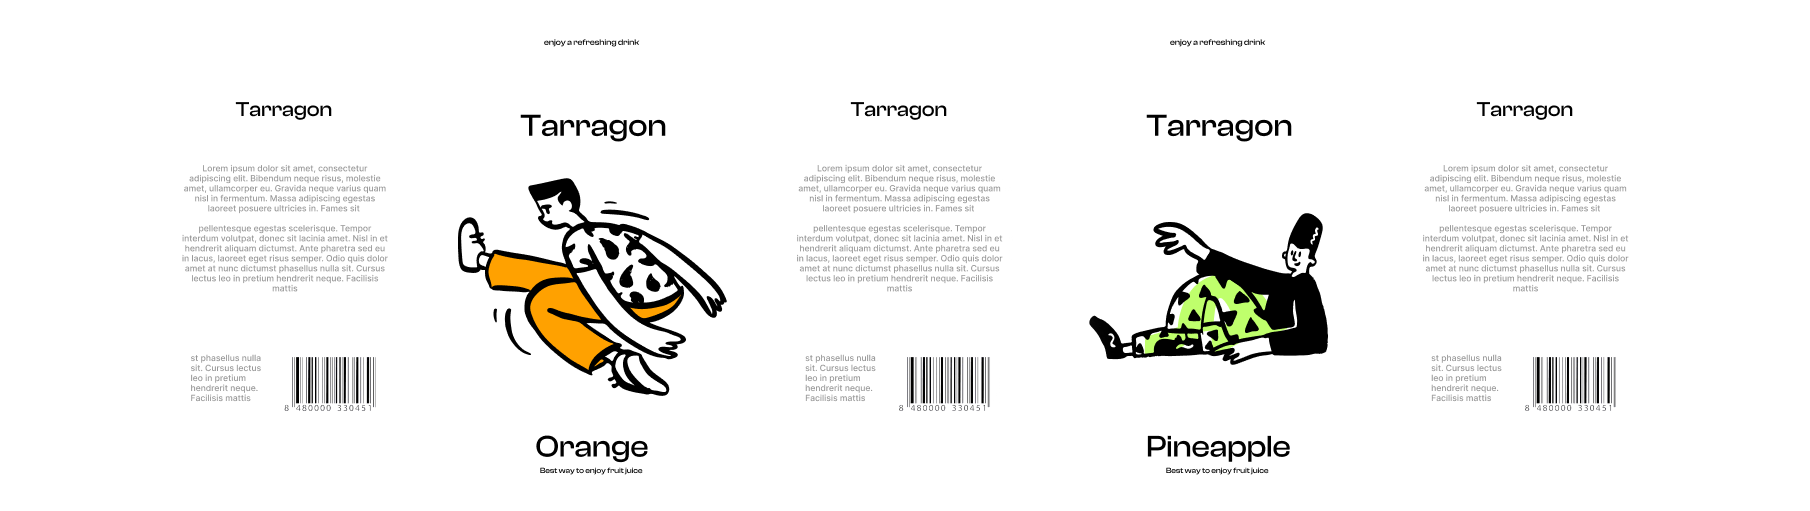 Tarragon
Lorem ipsum dolor sit amet, consectetur
adipiscing elit. Bibendum neque risus, molestie
amet, ullamcorper eu. Gravida neque varius quam
nisl in fermentum. Massa adipiscing egestas
laoreet posuere ultricies in. Fames sit
pellentesque egestas scelerisque. Tempor
interdum volutpat, donec sit lacinia amet. Nisl in et
hendrerit aliquam dictumst. Ante pharetra sed eu
in lacus, laoreet eget risus semper. Odio quis dolor
amet at nunc dictumst phasellus nulla sit. Cursus
lectus leo in pretium hendrerit neque. Facilisis
mattis
st phasellus nulla
sit. Cursus lectus
leo in pretium
hendrerit neque.
Facilisis mattis
8 480000 330451
enjoy a refreshing drink
Tarragon
Orange
Best way to enjoy fruit juice
Tarragon
Lorem ipsum dolor sit amet, consectetur
adipiscing elit. Bibendum neque risus, molestie
amet, ullamcorper eu. Gravida neque varius quam
nisl in fermentum. Massa adipiscing egestas
laoreet posuere ultricies in. Fames sit
pellentesque egestas scelerisque. Tempor
interdum volutpat, donec sit lacinia amet. Nisl in et
hendrerit aliquam dictumst. Ante pharetra sed eu
in lacus, laoreet eget risus semper. Odio quis dolor
amet at nunc dictumst phasellus nulla sit. Cursus
lectus leo in pretium hendrerit neque. Facilisis
mattis
st phasellus nulla
sit. Cursus lectus
leo in pretium
hendrerit neque.
Facilisis mattis
8 480000 330451
enjoy a refreshing drink
Tarragon
Pineapple
Best way to enjoy fruit juice
Tarragon
Lorem ipsum dolor sit amet, consectetur
adipiscing elit. Bibendum neque risus, molestie
amet, ullamcorper eu. Gravida neque varius quam
nisl in fermentum. Massa adipiscing egestas
laoreet posuere ultricies in. Fames sit
pellentesque egestas scelerisque. Tempor
interdum volutpat, donec sit lacinia amet. Nisl in et
hendrerit aliquam dictumst. Ante pharetra sed eu
in lacus, laoreet eget risus semper. Odio quis dolor
amet at nunc dictumst phasellus nulla sit. Cursus
lectus leo in pretium hendrerit neque. Facilisis
mattis
st phasellus nulla
sit. Cursus lectus
leo in pretium
hendrerit neque.
Facilisis mattis
8 480000 330451